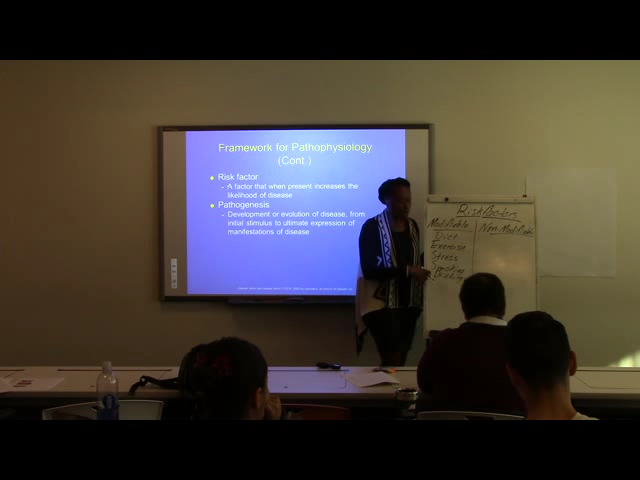 Framework for Pathophysiology
(Cont.)
Risk factor
– A factor that when present increases the
likelihood of disease
Pathogenesis
– Development or evolution of disease, from
initial stimulus to ultimate expression of
manifestations of disease
Risk factors
Modifiable
Diet
Exercise
Stress
Smoking
Non-Modifiable